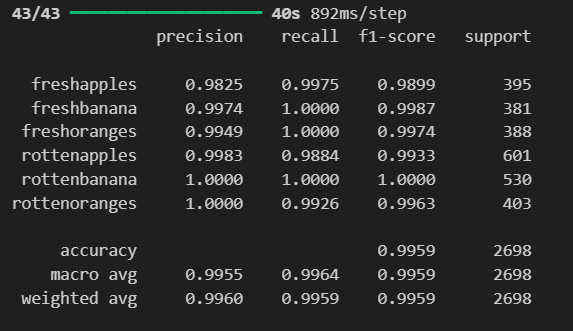 43/43 ━━━━━━━━━━━━━━━━━━━━ 40s 892ms/step
precision recall f1-score support
freshapples 0.9825 0.9975 0.9899 395
freshbanana 0.9974 1.0000 0.9987 381
freshoranges 0.9949 1.0000 0.9974 388
rottenapples 0.9983 0.9884 0.9933 601
rottenbanana 1.0000 1.0000 1.0000 530
rottenoranges 1.0000 0.9926 0.9963 403
accuracy 0.9959 2698
macro avg 0.9955 0.9964 0.9959 2698
weighted avg 0.9960 0.9959 0.9959 2698